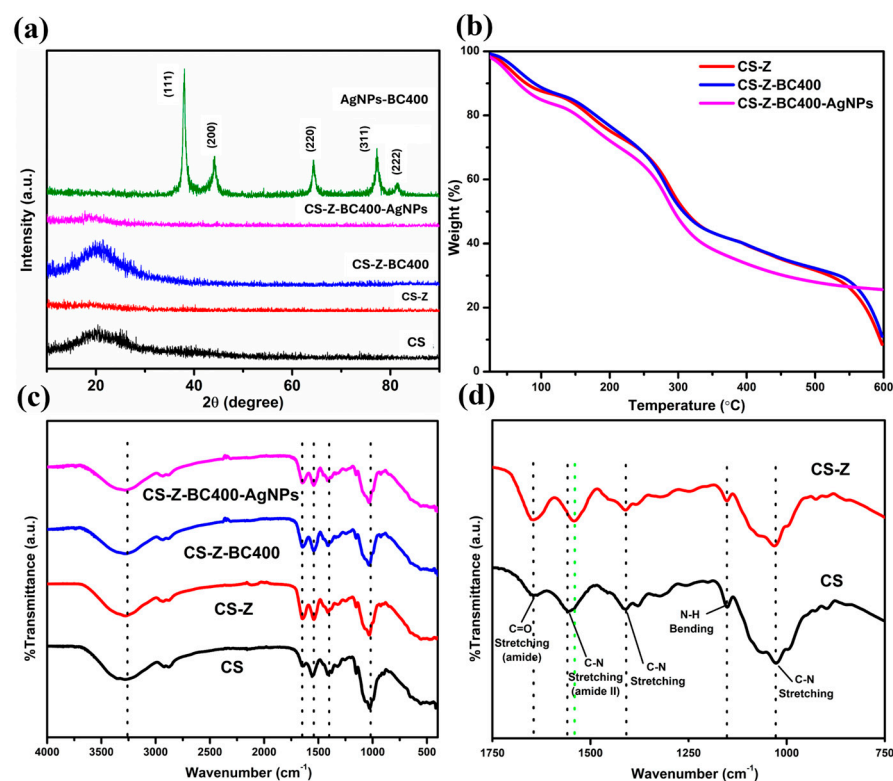 (a)
Intensity (a.u.)
(111)
(200)
(220)
(311)
(222)
AgNPs-BC400
CS-Z-BC400-AgNPs
CS-Z-BC400
CS-Z
CS
20 40 60 80
2θ (degree)
(b)
Weight (%)
100
80
60
40
20
0
CS-Z
CS-Z-BC400
CS-Z-BC400-AgNPs
100 200 300 400 500 600
Temperature (°C)
(c)
%Transmittance (a.u.)
CS-Z-BC400-AgNPs
CS-Z-BC400
CS-Z
CS
4000 3500 3000 2500 2000 1500 1000 500
Wavenumber (cm-1)
(d)
%Transmittance (a.u.)
CS-Z
CS
C=O
Stretching
(amide)
C-N
Stretching
(amide II)
C-N
Stretching
N-H
Bending
C-N
Stretching
1750 1500 1250 1000 750
Wavenumber (cm-1)